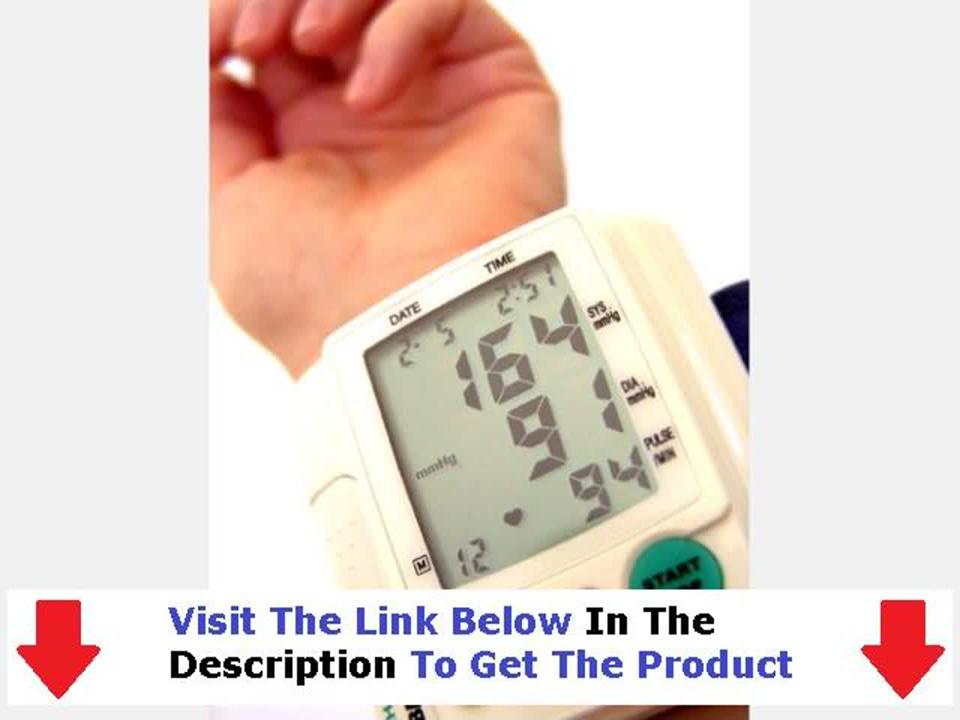 DATE TIME
2- 5 2:51
164 SYS. mmHg
91 DIA. mmHg
mmHg
94 PULSE /MIN
M 12
START
Visit The Link Below In The
Description To Get The Product